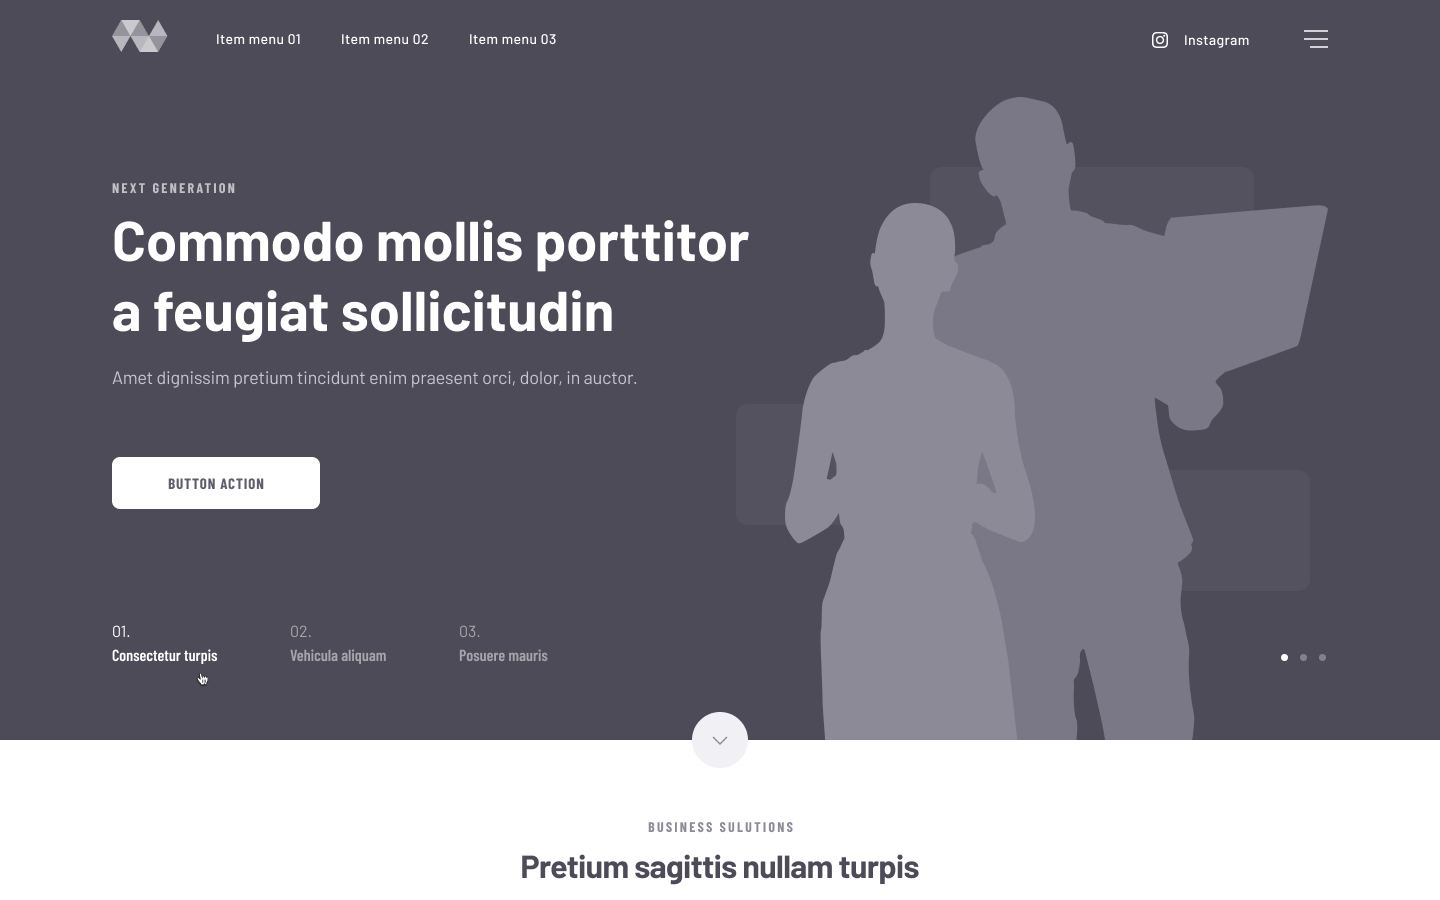 Item menu 01
Item menu 02
Item menu 03
Instagram
NEXT GENERATION
Commodo mollis porttitor
a feugiat sollicitudin
Amet dignissim pretium tincidunt enim praesent orci, dolor, in auctor.
BUTTON ACTION
01.
Consectetur turpis
02.
Vehicula aliquam
03.
Posuere mauris
BUSINESS SULUTIONS
Pretium sagittis nullam turpis